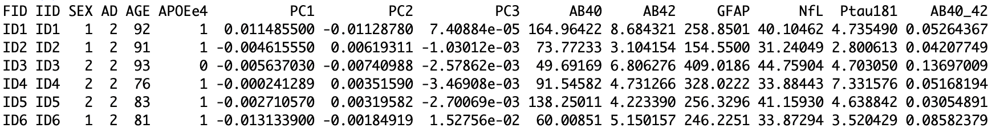 FID IID SEX AD AGE APOEe4 PC1 PC2 PC3 AB40 AB42 GFAP NfL Ptau181 AB40_42
ID1 ID1 1 2 92 1 0.011485500 -0.01128780 7.40884e-05 164.96422 8.684321 258.8501 40.10462 4.735490 0.05264367
ID2 ID2 1 2 91 1 -0.004615550 0.00619311 -1.03012e-03 73.77233 3.104154 154.5500 31.24049 2.800613 0.04207749
ID3 ID3 2 2 93 0 -0.005637030 -0.00740988 -2.57862e-03 49.69169 6.806276 409.0186 44.75904 4.703050 0.13697009
ID4 ID4 2 2 76 1 -0.000241289 0.00351590 -3.46908e-03 91.54582 4.731266 328.0222 33.88443 7.331576 0.05168194
ID5 ID5 2 2 83 1 -0.002710570 0.00319582 -2.70069e-03 138.25011 4.223390 256.3296 41.15930 4.638842 0.03054891
ID6 ID6 1 2 81 1 -0.013133900 -0.00184919 1.52756e-02 60.00851 5.150157 246.2251 33.87294 3.520429 0.08582379